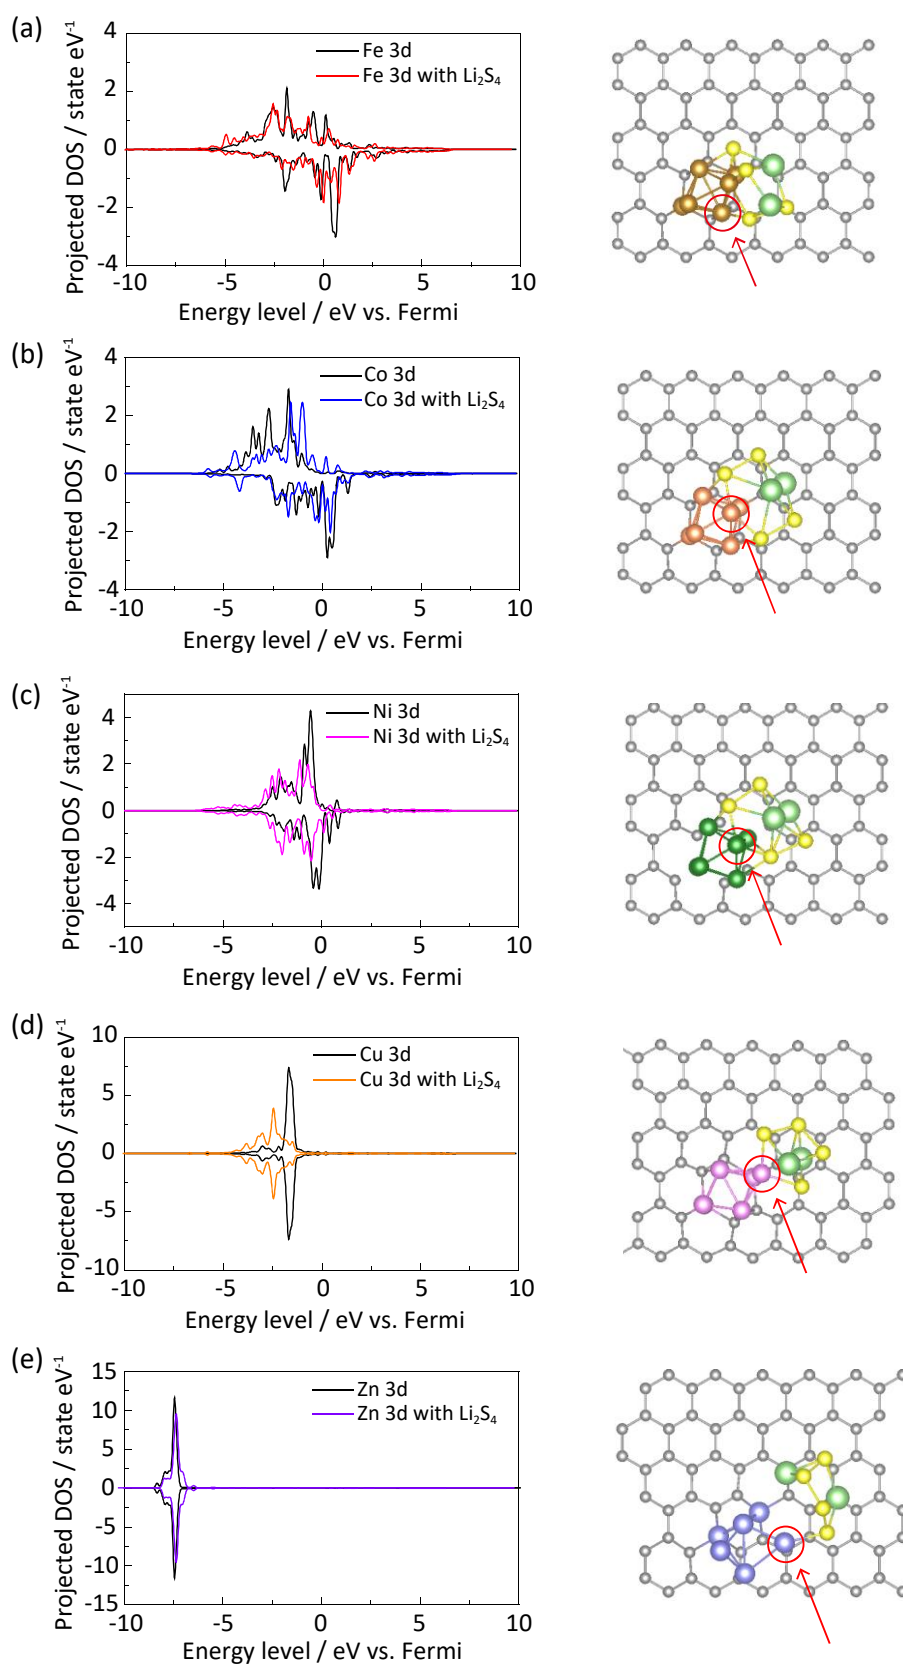 (a)
Projected DOS / state eV⁻¹
4
2
0
-2
-4
Fe 3d
Fe 3d with Li₂S₄
-10
-5
0
5
10
Energy level / eV vs. Fermi
(b)
Projected DOS / state eV⁻¹
4
2
0
-2
-4
Co 3d
Co 3d with Li₂S₄
-10
-5
0
5
10
Energy level / eV vs. Fermi
(c)
Projected DOS / state eV⁻¹
4
2
0
-2
-4
Ni 3d
Ni 3d with Li₂S₄
-10
-5
0
5
10
Energy level / eV vs. Fermi
(d)
Projected DOS / state eV⁻¹
10
5
0
-5
-10
Cu 3d
Cu 3d with Li₂S₄
-10
-5
0
5
10
Energy level / eV vs. Fermi
(e)
Projected DOS / state eV⁻¹
15
10
5
0
-5
-10
-15
Zn 3d
Zn 3d with Li₂S₄
-10
-5
0
5
10
Energy level / eV vs. Fermi